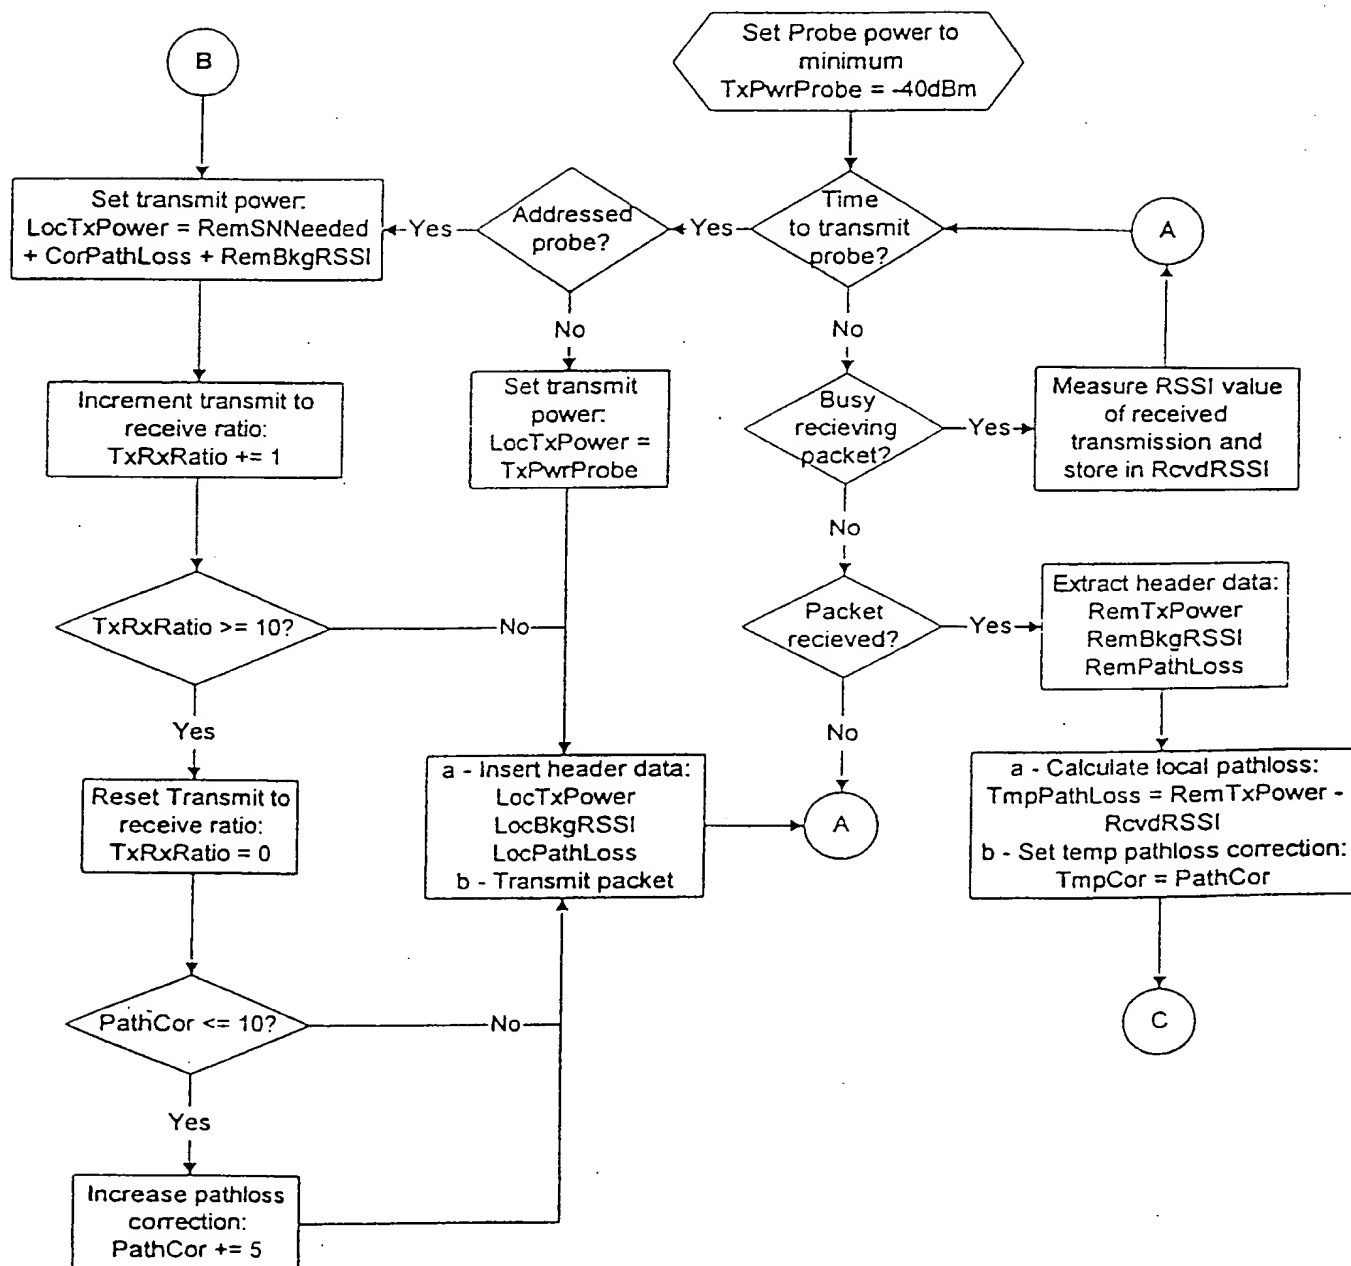 B
Set Probe power to
minimum
TxPwrProbe = -40dBm
Set transmit power:
LocTxPower = RemSNNeeded
+ CorPathLoss + RemBkgRSSI
Yes
Addressed
probe?
Yes
Time
to transmit
probe?
A
No
No
Increment transmit to
receive ratio:
TxRxRatio += 1
Set transmit
power:
LocTxPower =
TxPwrProbe
Busy
recieving
packet?
Yes
Measure RSSI value
of received
transmission and
store in RcvdRSSI
No
TxRxRatio >= 10?
No
Packet
recieved?
Yes
Extract header data:
RemTxPower
RemBkgRSSI
RemPathLoss
Yes
No
Reset Transmit to
receive ratio:
TxRxRatio = 0
a - Insert header data:
LocTxPower
LocBkgRSSI
LocPathLoss
b - Transmit packet
A
a - Calculate local pathloss:
TmpPathLoss = RemTxPower -
RcvdRSSI
b - Set temp pathloss correction:
TmpCor = PathCor
PathCor <= 10?
No
C
Yes
Increase pathloss
correction:
PathCor += 5